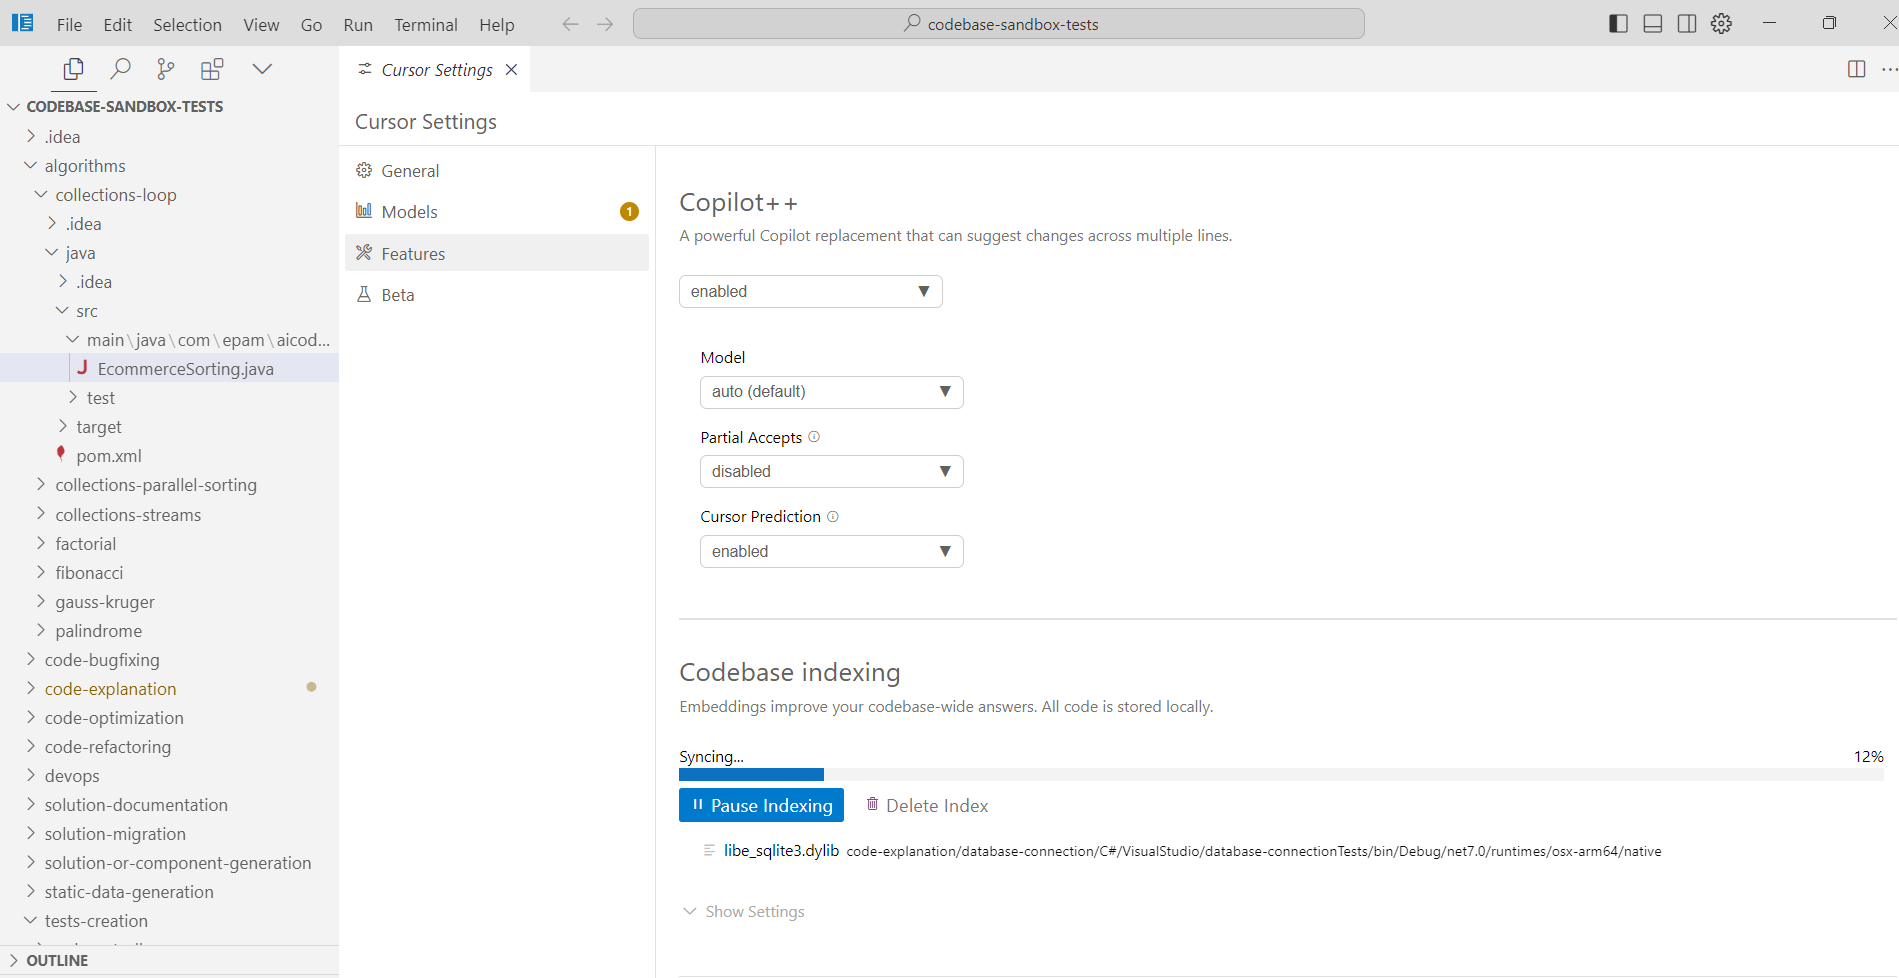 File Edit Selection View Go Run Terminal Help
codebase-sandbox-tests
Cursor Settings
CODEBASE-SANDBOX-TESTS
.idea
algorithms
collections-loop
.idea
java
.idea
src
main\java\com\epam\aicod...
J EcommerceSorting.java
test
target
pom.xml
collections-parallel-sorting
collections-streams
factorial
fibonacci
gauss-kruger
palindrome
code-bugfixing
code-explanation
code-optimization
code-refactoring
devops
solution-documentation
solution-migration
solution-or-component-generation
static-data-generation
tests-creation
OUTLINE
Cursor Settings
General
Models 1
Features
Beta
Copilot++
A powerful Copilot replacement that can suggest changes across multiple lines.
enabled
Model
auto (default)
Partial Accepts
disabled
Cursor Prediction
enabled
Codebase indexing
Embeddings improve your codebase-wide answers. All code is stored locally.
Syncing... 12%
Pause Indexing Delete Index
libe_sqlite3.dylib code-explanation/database-connection/C#/VisualStudio/database-connectionTests/bin/Debug/net7.0/runtimes/osx-arm64/native
Show Settings